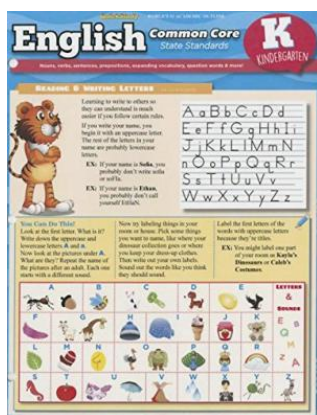 English Common Core
State Standards
K
KINDERGARTEN
Nouns, verbs, sentences, prepositions, expanding vocabulary, question words & more!
READING & WRITING LETTERS
Learning to write to others so
they can understand is much
easier if you follow certain rules.
If you write your name, you
begin it with an uppercase letter.
The rest of the letters in your
name are probably lowercase
letters.
EX: If your name is Sofia, you
probably don't write sofia
or sofIa.
EX: If your name is Ethan,
you probably don't call
yourself
A a B b C c D d
E e F f G g H h I i
J j K k L l M m N
n O o P p Q q R r
S s T t U u V v
W w X x Y y Z z
You Can Do This!
Look at the first letter. What is it?
Write down the uppercase and
lowercase letters A and a.
Now look at the pictures under A.
What are they? Repeat the name of
the pictures after an adult. Each one
starts with a different sound.
Now try labeling things in your
room or house. Pick some things
you want to name, like where your
dinosaur collection goes or where
you keep your dress-up clothes.
Then write out your own labels.
Sound out the words like you think
they should sound.
Label the first letters of the
words with uppercase letters
because they're titles.
EX: You might label one part
of your room as Kayla's
Dinosaurs or Caleb's
Costumes.
LETTERS
&
SOUNDS
A B C D E
F G H I J K
L M N O P Q R
S T U V W X Y Z
E
Q
M
Z
A